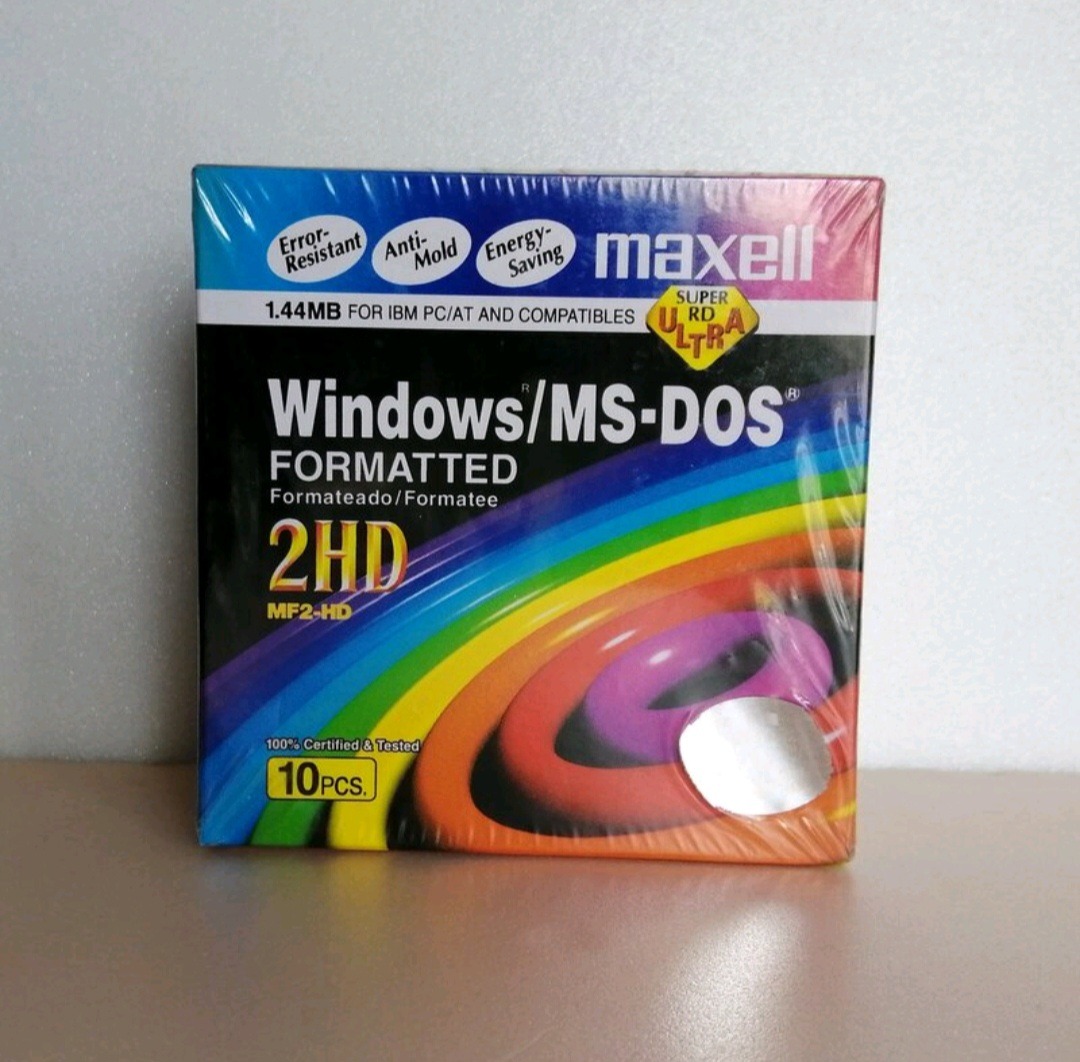 Error-
Resistant
Anti-
Mold
Energy-
Saving
maxell
1.44MB FOR IBM PC/AT AND COMPATIBLES
SUPER
RD
ULTRA
Windows®/MS-DOS®
FORMATTED
Formateado/Formatee
2HD
MF2-HD
100% Certified & Tested
10PCS.